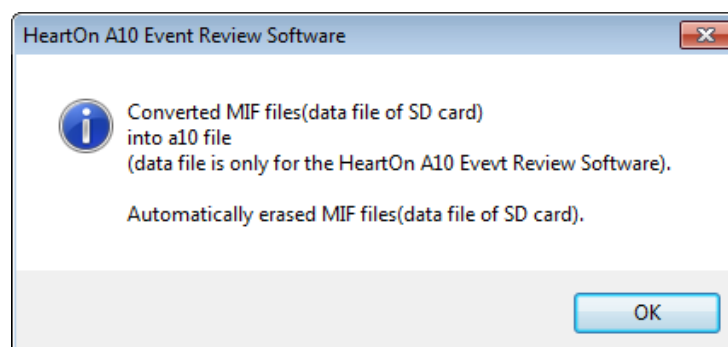 HeartOn A10 Event Review Software
Converted MIF files(data file of SD card)
into a10 file
(data file is only for the HeartOn A10 Evevt Review Software).
Automatically erased MIF files(data file of SD card).
OK